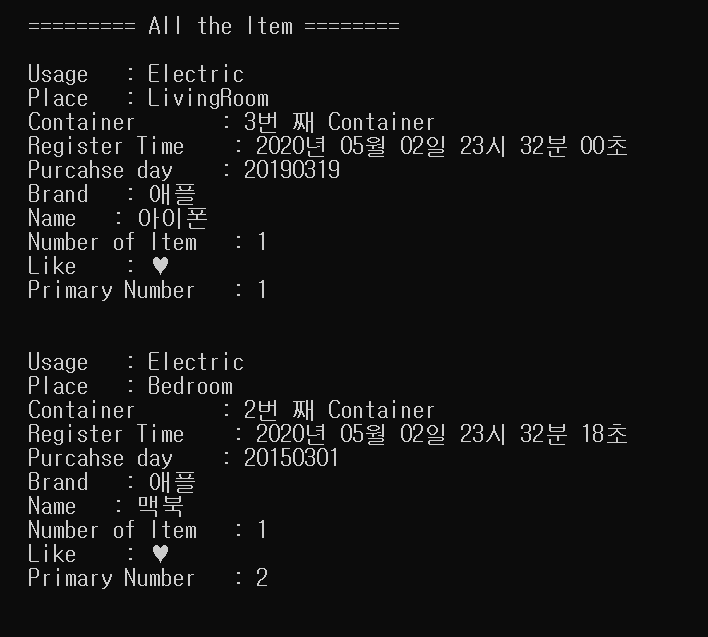 ========= All the Item ========
Usage : Electric
Place : LivingRoom
Container : 3번 째 Container
Register Time : 2020년 05월 02일 23시 32분 00초
Purcahse day : 20190319
Brand : 애플
Name : 아이폰
Number of Item : 1
Like : ♥
Primary Number : 1
Usage : Electric
Place : Bedroom
Container : 2번 째 Container
Register Time : 2020년 05월 02일 23시 32분 18초
Purcahse day : 20150301
Brand : 애플
Name : 맥북
Number of Item : 1
Like : ♥
Primary Number : 2